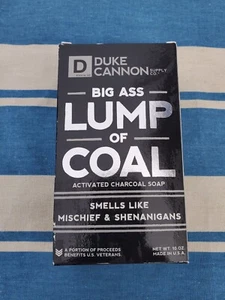 D
DUKE
CANNON
SUPPLY
CO
BIG ASS
LUMP
OF
COAL
ACTIVATED CHARCOAL SOAP
SMELLS LIKE
MISCHIEF & SHENANIGANS
A PORTION OF PROCEEDS
BENEFITS U.S. VETERANS
NET WT. 10 OZ
MADE IN U.S.A.